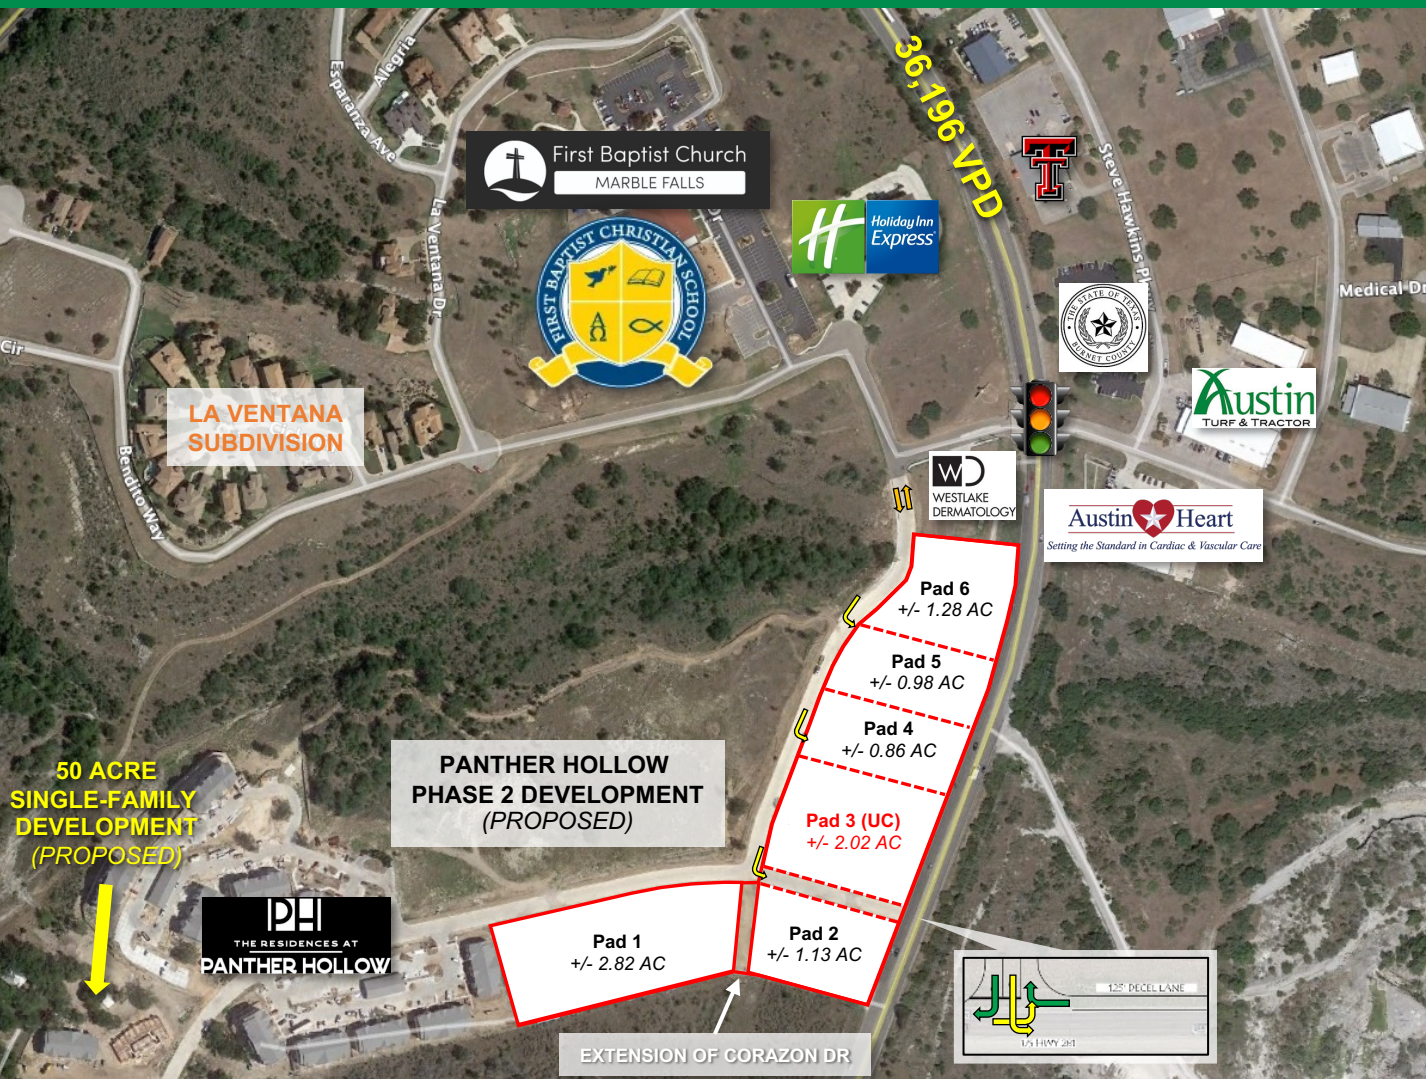 36,196 VPD
Alegria
Esparanza Ave
First Baptist Church
MARBLE FALLS
Steve Hawkins
La Ventana Dr
Dr
Holiday Inn
Express
FIRST BAPTIST CHRISTIAN SCHOOL
Α
Ω
THE STATE OF TEXAS
BURNET COUNTY
Medical Dr
Cir
LA VENTANA
SUBDIVISION
Bendito Way
Austin
TURF & TRACTOR
WD
WESTLAKE
DERMATOLOGY
Austin Heart
Setting the Standard in Cardiac & Vascular Care
Pad 6
+/- 1.28 AC
Pad 5
+/- 0.98 AC
Pad 4
+/- 0.86 AC
Pad 3 (UC)
+/- 2.02 AC
PANTHER HOLLOW
PHASE 2 DEVELOPMENT
(PROPOSED)
50 ACRE
SINGLE-FAMILY
DEVELOPMENT
(PROPOSED)
PH
THE RESIDENCES AT
PANTHER HOLLOW
Pad 1
+/- 2.82 AC
Pad 2
+/- 1.13 AC
125' DECEL LANE
EXTENSION OF CORAZON DR